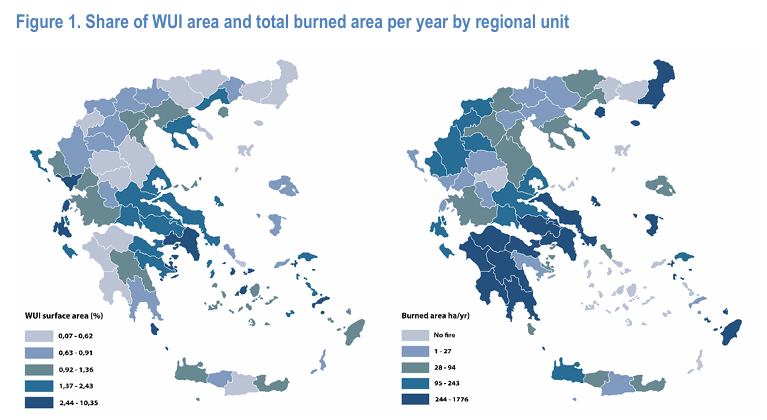 Figure 1. Share of WUI area and total burned area per year by regional unit
WUI surface area (%)
0,07 - 0,62
0,63 - 0,91
0,92 - 1,36
1,37 - 2,43
2,44 - 10,35
Burned area ha/yr)
No fire
1 - 27
28 - 94
95 - 243
244 - 1776